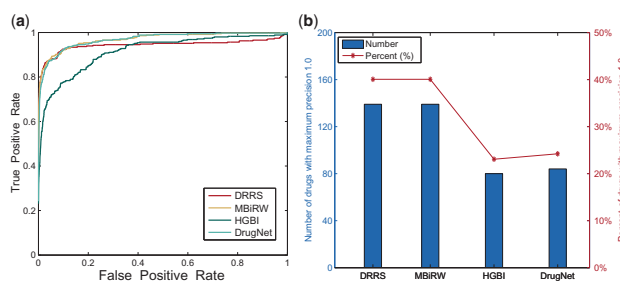 (a)
1
0.8
0.6
0.4
0.2
0
True Positive Rate
0 0.2 0.4 0.6 0.8 1
False Positive Rate
DRRS
MBiRW
HGBI
DrugNet
(b)
200
160
120
80
40
0
Number of drugs with maximum precision 1.0
Number
Percent (%)
50%
40%
30%
20%
10%
0%
DRRS MBiRW HGBI DrugNet